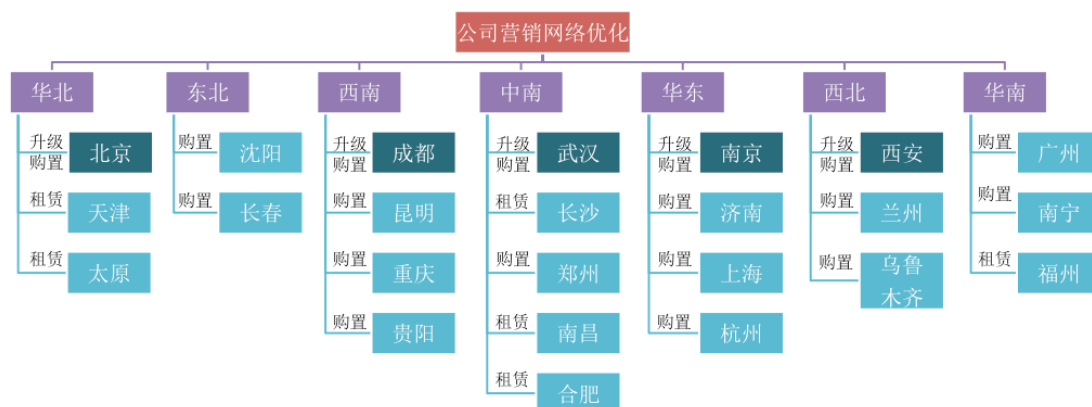 公司营销网络优化
华北
东北
西南
中南
华东
西北
华南
升级
购置
北京
租赁
天津
租赁
太原
购置
沈阳
购置
长春
升级
购置
成都
购置
昆明
购置
重庆
购置
贵阳
升级
购置
武汉
租赁
长沙
购置
郑州
租赁
南昌
租赁
合肥
升级
购置
南京
购置
济南
购置
上海
购置
杭州
升级
购置
西安
购置
兰州
购置
乌鲁
木齐
购置
广州
购置
南宁
租赁
福州